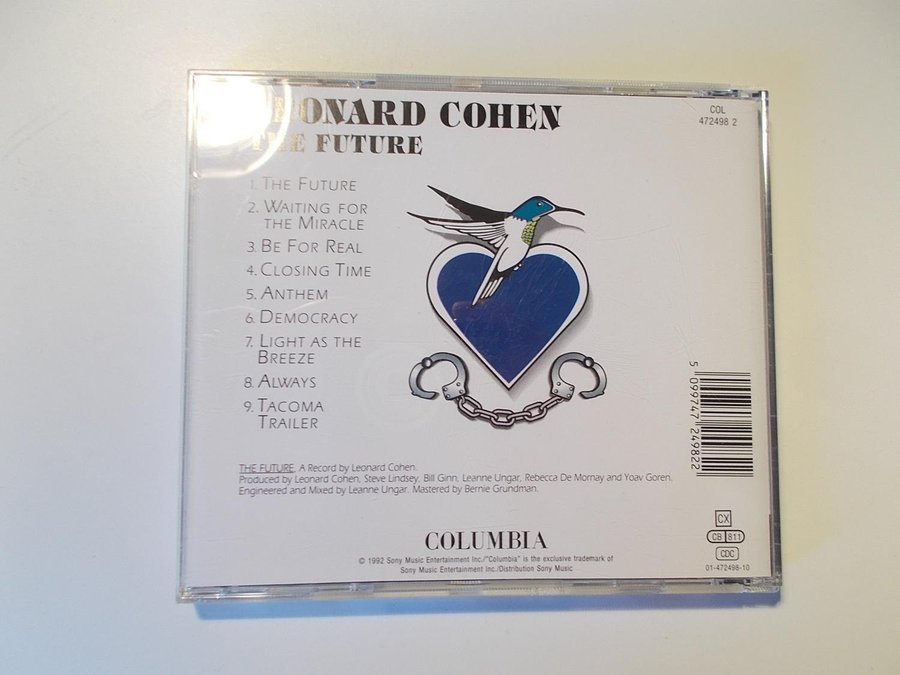 LEONARD COHEN
THE FUTURE
COL
472498 2
1. THE FUTURE
2. WAITING FOR
THE MIRACLE
3. BE FOR REAL
4. CLOSING TIME
5. ANTHEM
6. DEMOCRACY
7. LIGHT AS THE
BREEZE
8. ALWAYS
9. TACOMA
TRAILER
5 099747 249822
THE FUTURE, A Record by Leonard Cohen.
Produced by Leonard Cohen, Steve Lindsey, Bill Ginn, Leanne Ungar, Rebecca De Mornay and Yoav Goren.
Engineered and Mixed by Leanne Ungar. Mastered by Bernie Grundman.
CX
CB 811
CDC
01-472498-10
COLUMBIA
© 1992 Sony Music Entertainment Inc./"Columbia" is the exclusive trademark of
Sony Music Entertainment Inc./Distribution Sony Music